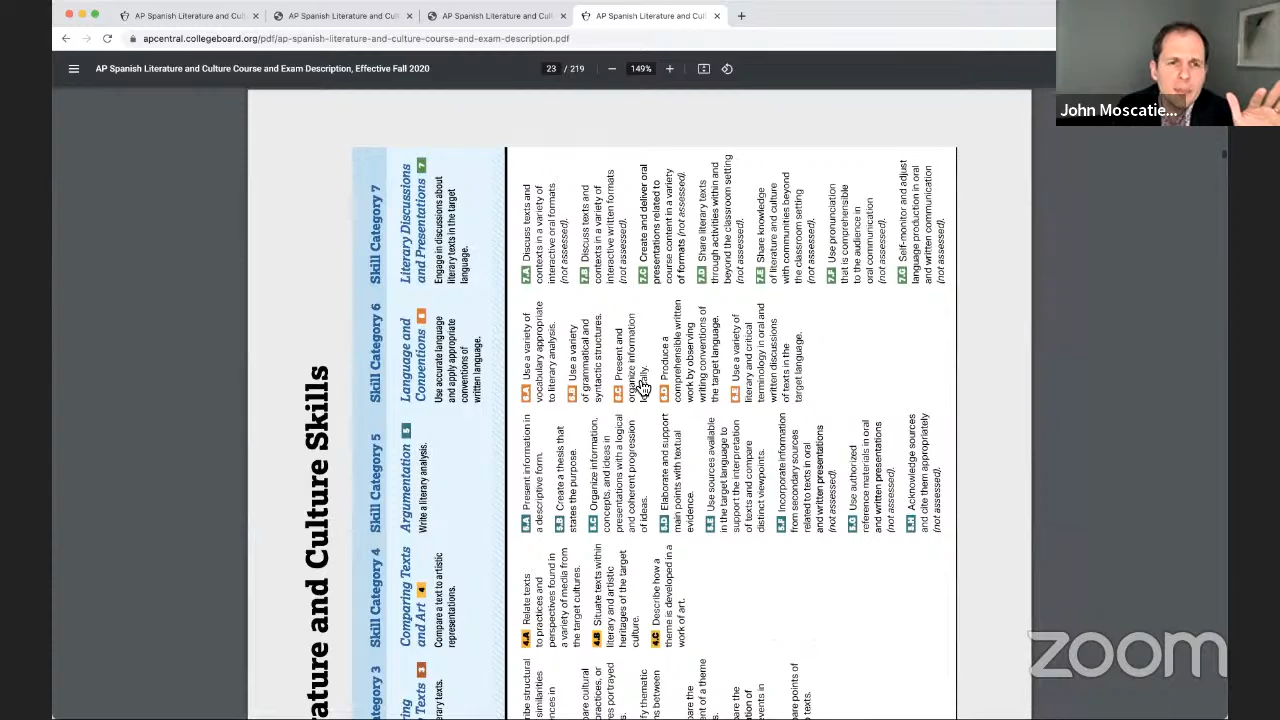 AP Spanish Literature and Cul
AP Spanish Literature and Cul
AP Spanish Literature and Cul
AP Spanish Literature and Cul
apcentral.collegeboard.org/pdf/ap-spanish-literature-and-culture-course-and-exam-description.pdf
AP Spanish Literature and Culture Course and Exam Description, Effective Fall 2020
23 / 219
149%
John Moscatie...
ature and Culture Skills
Category 3
Texts 3
erary texts.
Skill Category 4
Comparing Texts
and Art 4
Compare a text to artistic
representations.
4.A Relate texts
to practices and
perspectives found in
a variety of media from
the target cultures.
4.B Situate texts within
literary and artistic
heritages of the target
culture.
4.C Describe how a
theme is developed in a
work of art.
Skill Category 5
Argumentation 5
Write a literary analysis.
5.A Present information in
a descriptive form.
5.B Create a thesis that
states the purpose.
5.C Organize information,
concepts, and ideas in
presentations with a logical
and coherent progression
of ideas.
5.D Elaborate and support
main points with textual
evidence.
5.E Use sources available
in the target language to
support the interpretation
of texts and compare
distinct viewpoints.
5.F Incorporate information
from secondary sources
related to texts in oral
and written presentations
(not assessed).
5.G Use authorized
reference materials in oral
and written presentations
(not assessed).
5.H Acknowledge sources
and cite them appropriately
(not assessed).
Skill Category 6
Language and
Conventions 6
Use accurate language
and apply appropriate
conventions of
written language.
6.A Use a variety of
vocabulary appropriate
to literary analysis.
6.B Use a variety
of grammatical and
syntactic structures.
6.C Present and
organize information
6.D Produce a
comprehensible written
work by observing
writing conventions of
the target language.
6.E Use a variety of
literary and critical
terminology in oral and
written discussions
of texts in the
target language.
Skill Category 7
Literary Discussions
and Presentations 7
Engage in discussions about
literary texts in the target
language.
7.A Discuss texts and
contexts in a variety of
interactive oral formats
(not assessed).
7.B Discuss texts and
contexts in a variety of
interactive written formats
(not assessed).
7.C Create and deliver oral
presentations related to
course content in a variety
of formats (not assessed).
7.D Share literary texts
through activities within and
beyond the classroom setting
(not assessed).
7.E Share knowledge
of literature and culture
with communities beyond
the classroom setting
(not assessed).
7.F Use pronunciation
that is comprehensible
to the audience in
oral communication
(not assessed).
7.G Self-monitor and adjust
language production in oral
and written communication
(not assessed).
zoom